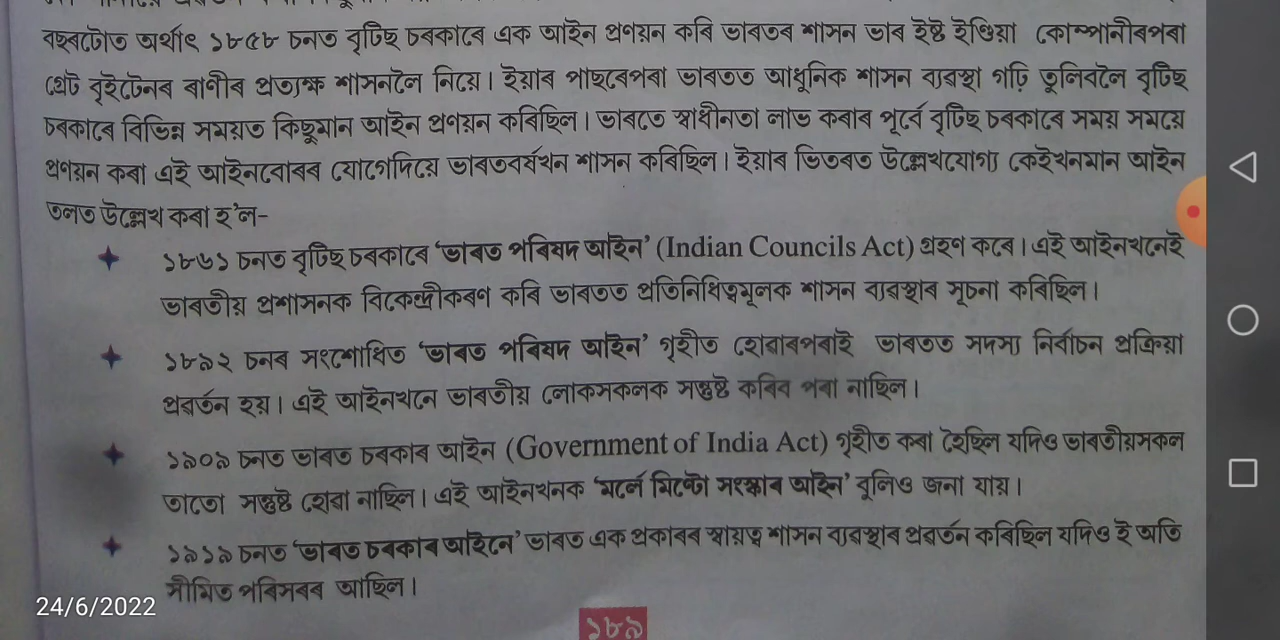 বছৰটোত অৰ্থাৎ ১৮৫৮ চনত বৃটিছ চৰকাৰে এক আইন প্ৰণয়ন কৰি ভাৰতৰ শাসন ভাৰ ইষ্ট ইণ্ডিয়া কোম্পানীৰপৰা
গ্ৰেট বৃইটেনৰ ৰাণীৰ প্ৰত্যক্ষ শাসনলৈ নিয়ে। ইয়াৰ পাছৰেপৰা ভাৰতত আধুনিক শাসন ব্যৱস্থা গঢ়ি তুলিবলৈ বৃটিছ
চৰকাৰে বিভিন্ন সময়ত কিছুমান আইন প্ৰণয়ন কৰিছিল। ভাৰতে স্বাধীনতা লাভ কৰাৰ পূৰ্বে বৃটিছ চৰকাৰে সময় সময়ে
প্ৰণয়ন কৰা এই আইনবোৰৰ যোগেদিয়ে ভাৰতবৰ্ষখন শাসন কৰিছিল। ইয়াৰ ভিতৰত উল্লেখযোগ্য কেইখনমান আইন
তলত উল্লেখ কৰা হ'ল–
১৮৬১ চনত বৃটিছ চৰকাৰে 'ভাৰত পৰিষদ আইন' (Indian Councils Act) গ্ৰহণ কৰে। এই আইনখনেই
ভাৰতীয় প্ৰশাসনক বিকেন্দ্ৰীকৰণ কৰি ভাৰতত প্ৰতিনিধিত্বমূলক শাসন ব্যৱস্থাৰ সূচনা কৰিছিল।
১৮৯২ চনৰ সংশোধিত 'ভাৰত পৰিষদ আইন' গৃহীত হোৱাৰপৰাই ভাৰতত সদস্য নিৰ্বাচন প্ৰক্ৰিয়া
প্ৰৱৰ্তন হয়। এই আইনখনে ভাৰতীয় লোকসকলক সন্তুষ্ট কৰিব পৰা নাছিল।
১৯০৯ চনত ভাৰত চৰকাৰ আইন (Government of India Act) গৃহীত কৰা হৈছিল যদিও ভাৰতীয়সকল
তাতো সন্তুষ্ট হোৱা নাছিল। এই আইনখনক 'মৰ্লে মিন্টো সংস্কাৰ আইন' বুলিও জনা যায়।
১৯১৯ চনত 'ভাৰত চৰকাৰ আইনে' ভাৰত এক প্ৰকাৰৰ স্বায়ত্ব শাসন ব্যৱস্থাৰ প্ৰৱৰ্তন কৰিছিল যদিও ই অতি
সীমিত পৰিসৰৰ আছিল।
24/6/2022
১৮৯